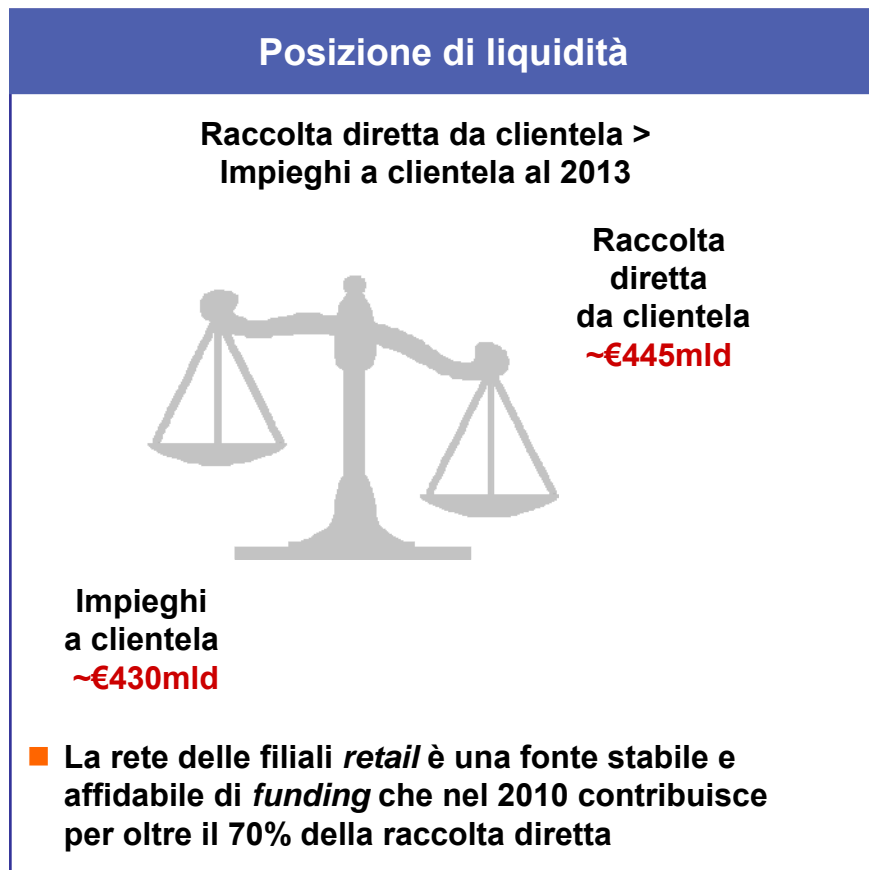 Posizione di liquidità
Raccolta diretta da clientela >
Impieghi a clientela al 2013
Raccolta
diretta
da clientela
~€445mld
Impieghi
a clientela
~€430mld
La rete delle filiali retail è una fonte stabile e
affidabile di funding che nel 2010 contribuisce
per oltre il 70% della raccolta diretta